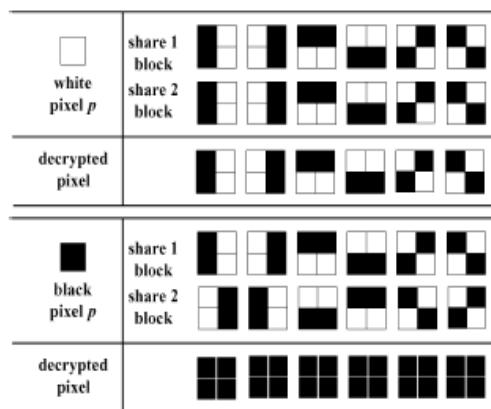 share 1
block
white
pixel p
share 2
block
decrypted
pixel
share 1
block
black
pixel p
share 2
block
decrypted
pixel